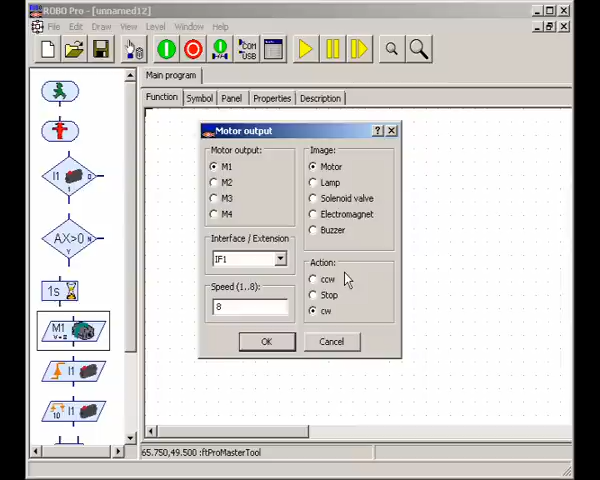 ROBO Pro - [unnamed12]
File Edit Draw View Level Window Help
COM
USB
Main program
Function Symbol Panel Properties Description
I1
1
AX>0 N
Y
1s
M1
I1
10 I1
Motor output
Motor output:
M1
M2
M3
M4
Interface / Extension
IF1
Speed (1..8):
8
Image:
Motor
Lamp
Solenoid valve
Electromagnet
Buzzer
Action:
ccw
Stop
cw
OK Cancel
65.750,49.500 :ftProMasterTool